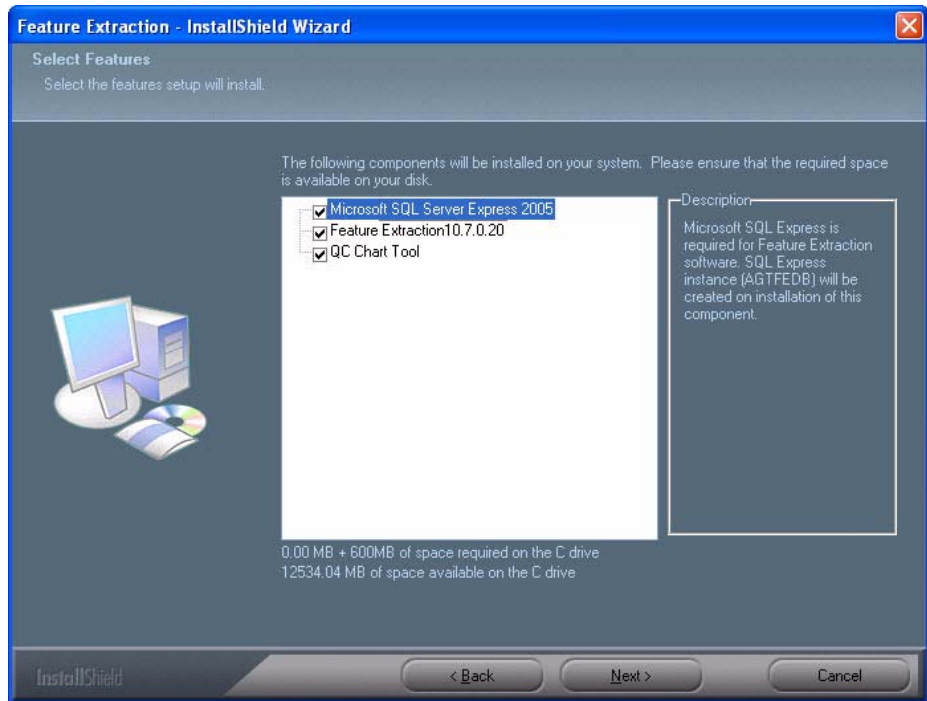 Feature Extraction - InstallShield Wizard
Select Features
Select the features setup will install.
The following components will be installed on your system. Please ensure that the required space
is available on your disk.
Microsoft SQL Server Express 2005
Feature Extraction10.7.0.20
QC Chart Tool
Description
Microsoft SQL Express is
required for Feature Extraction
software. SQL Express
instance (AGTFEDB) will be
created on installation of this
component.
0.00 MB + 600MB of space required on the C drive
12534.04 MB of space available on the C drive
InstallShield
< Back
Next >
Cancel